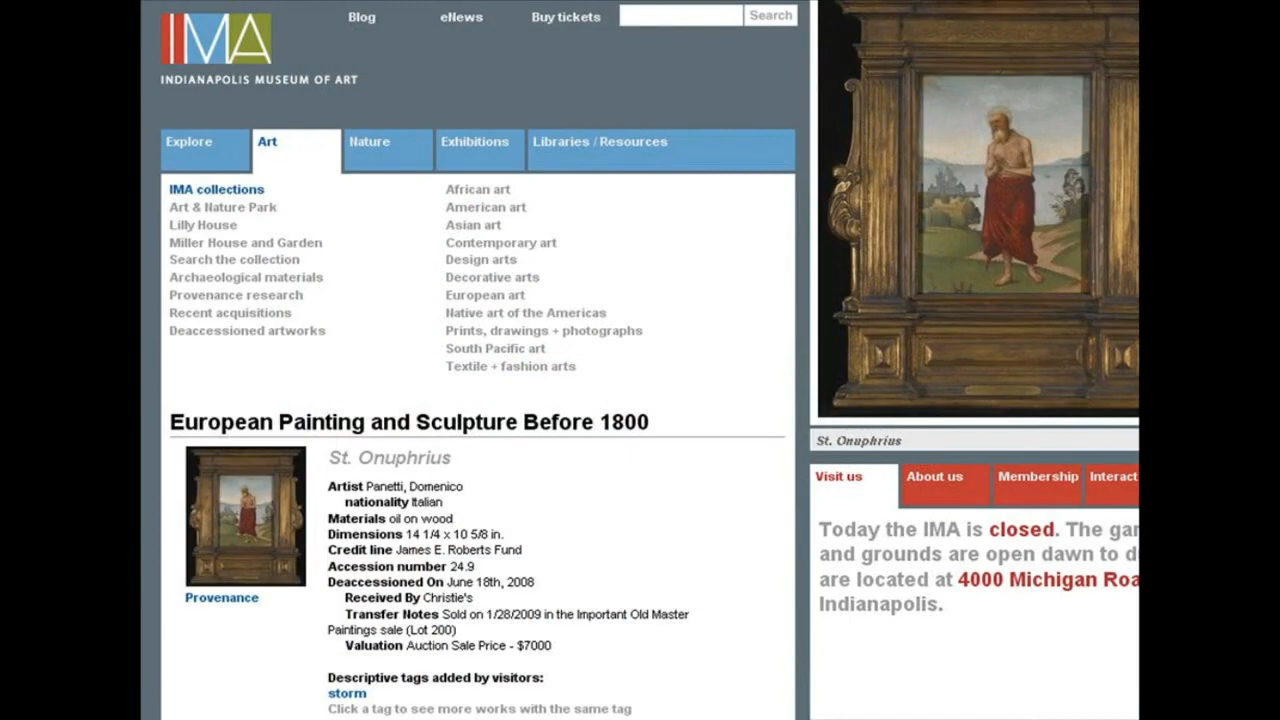 IMA
INDIANAPOLIS MUSEUM OF ART
Blog
eNews
Buy tickets
Search
Explore
Art
Nature
Exhibitions
Libraries / Resources
IMA collections
Art & Nature Park
Lilly House
Miller House and Garden
Search the collection
Archaeological materials
Provenance research
Recent acquisitions
Deaccessioned artworks
African art
American art
Asian art
Contemporary art
Design arts
Decorative arts
European art
Native art of the Americas
Prints, drawings + photographs
South Pacific art
Textile + fashion arts
European Painting and Sculpture Before 1800
Provenance
St. Onuphrius
Artist Panetti, Domenico
nationality Italian
Materials oil on wood
Dimensions 14 1/4 x 10 5/8 in.
Credit line James E. Roberts Fund
Accession number 24.9
Deaccessioned On June 18th, 2008
Received By Christie's
Transfer Notes Sold on 1/28/2009 in the Important Old Master
Paintings sale (Lot 200)
Valuation Auction Sale Price - $7000
Descriptive tags added by visitors:
storm
Click a tag to see more works with the same tag
St. Onuphrius
Visit us
About us
Membership
Interact
Today the IMA is closed. The gar
and grounds are open dawn to d
are located at 4000 Michigan Roa
Indianapolis.